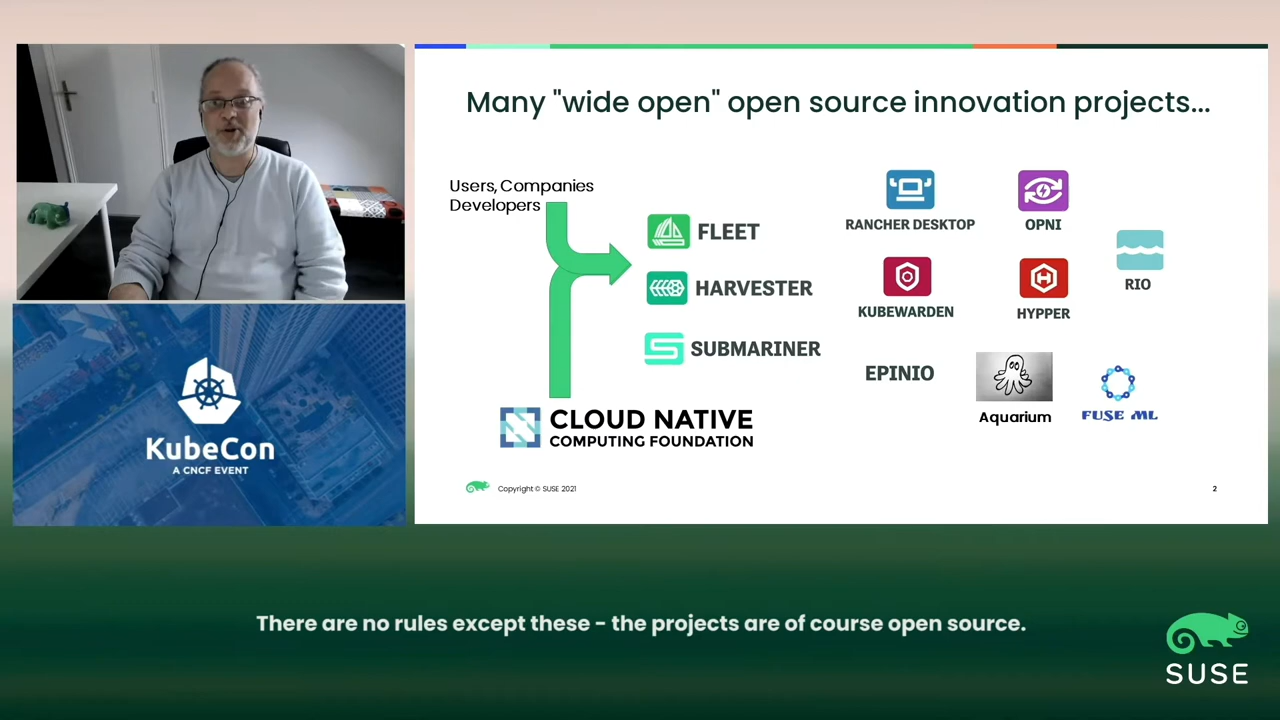 Many "wide open" open source innovation projects...
Users, Companies
Developers
FLEET
HARVESTER
SUBMARINER
CLOUD NATIVE
COMPUTING FOUNDATION
RANCHER DESKTOP
OPNI
RIO
KUBEWARDEN
HYPPER
EPINIO
Aquarium
FUSE ML
Copyright © SUSE 2021
2
KubeCon
A CNCF EVENT
There are no rules except these - the projects are of course open source.
SUSE